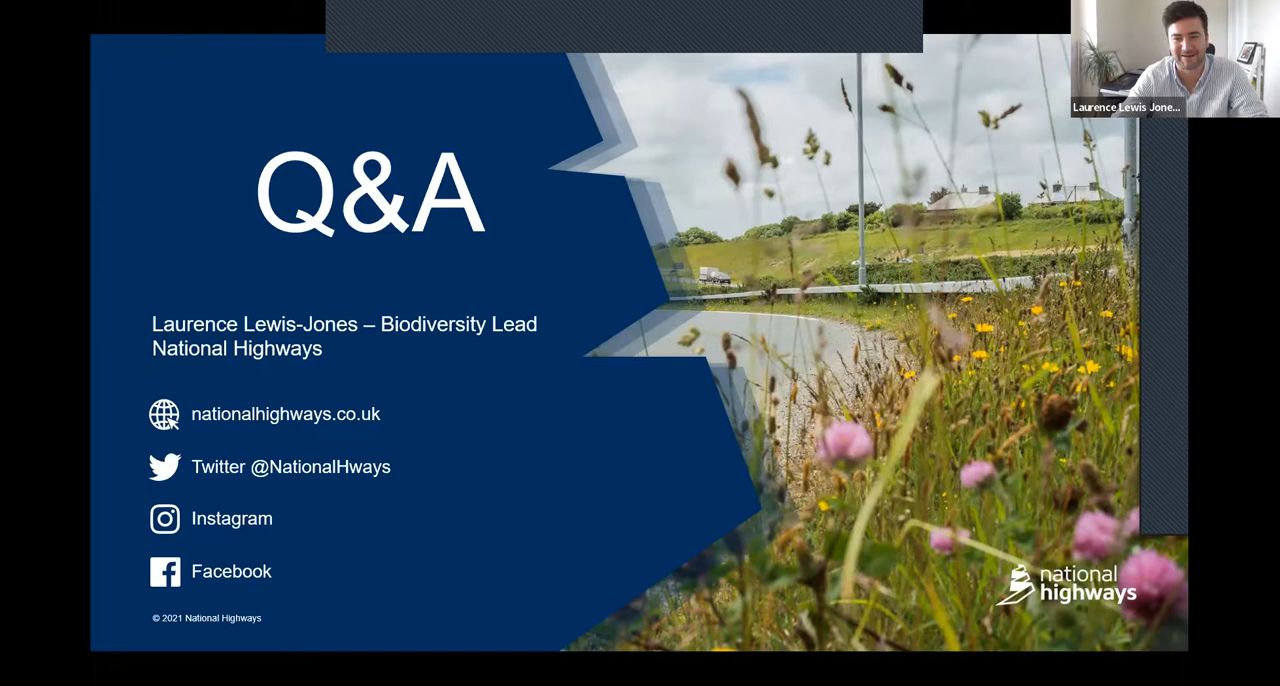 Laurence Lewis Jone...
Q&A
Laurence Lewis-Jones – Biodiversity Lead
National Highways
nationalhighways.co.uk
Twitter @NationalHways
Instagram
Facebook
© 2021 National Highways
national
highways